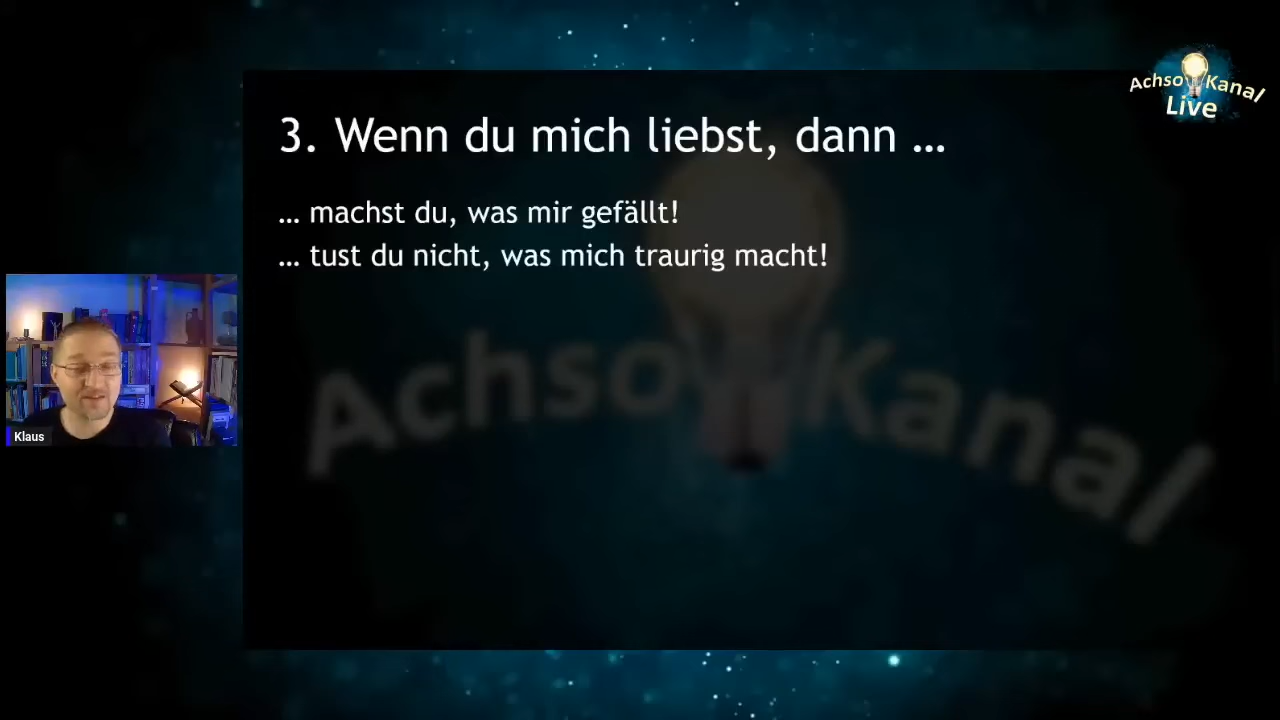 Achso Kanal
Live
3. Wenn du mich liebst, dann ...
... machst du, was mir gefällt!
... tust du nicht, was mich traurig macht!
Achso Kanal
Klaus